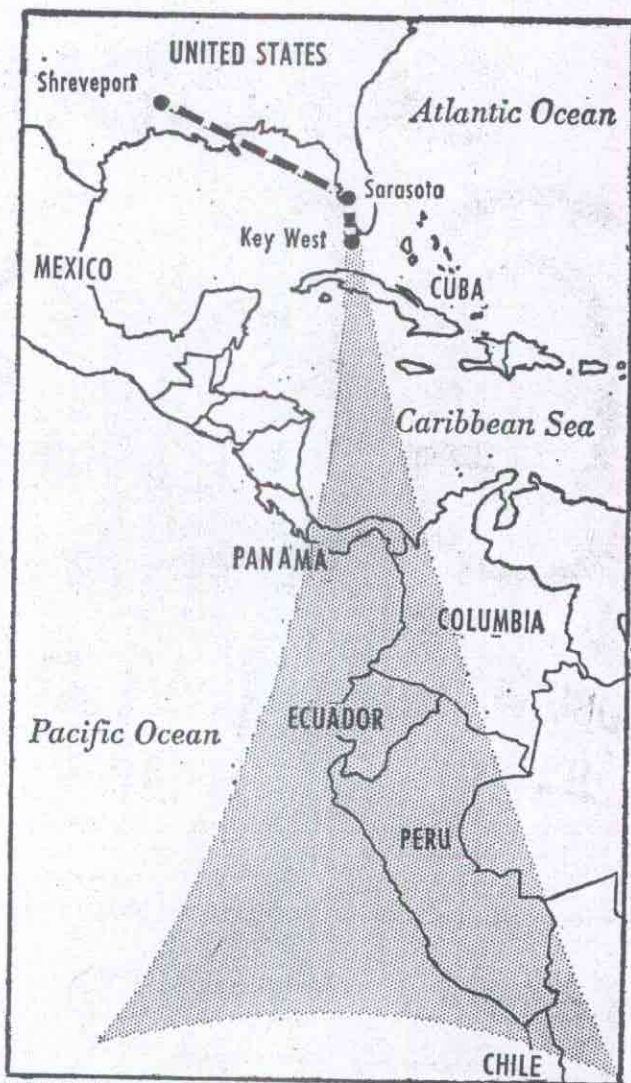 UNITED STATES
Shreveport
Atlantic Ocean
Sarasota
Key West
MEXICO
CUBA
Caribbean Sea
PANAMA
COLUMBIA
Pacific Ocean
ECUADOR
PERU
CHILE